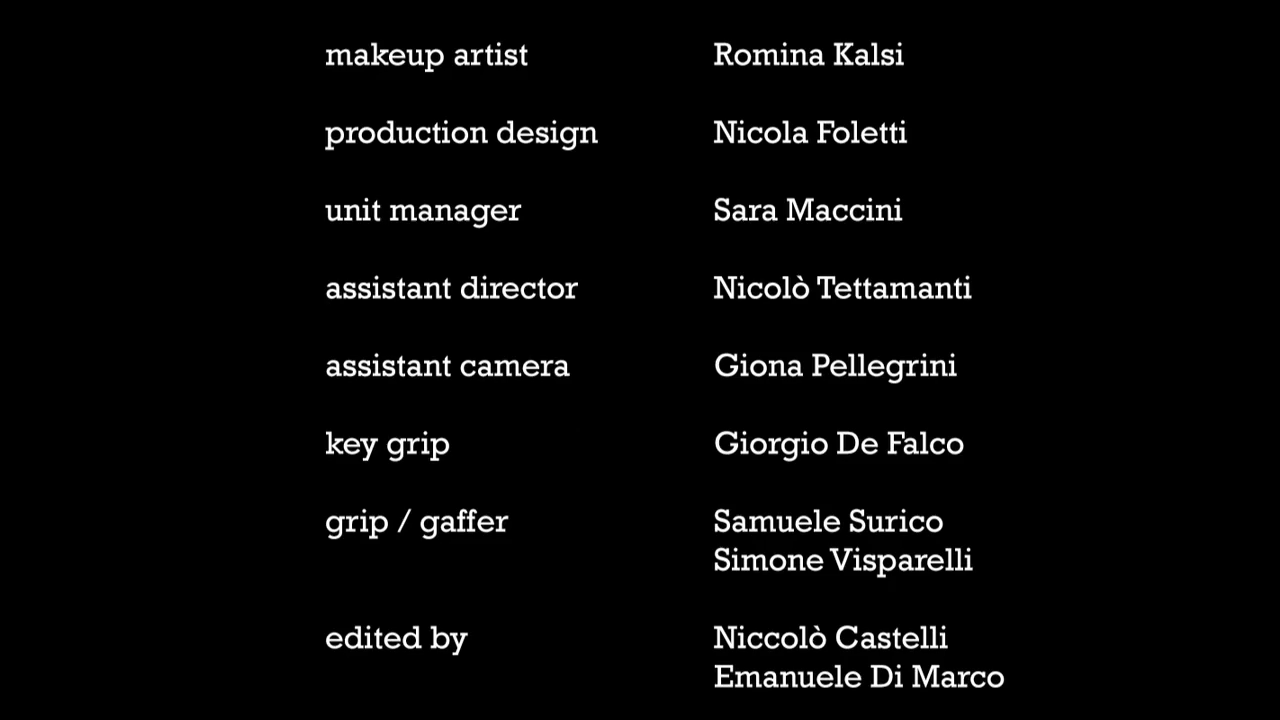 makeup artist Romina Kalsi
production design Nicola Foletti
unit manager Sara Maccini
assistant director Nicolò Tettamanti
assistant camera Giona Pellegrini
key grip Giorgio De Falco
grip / gaffer Samuele Surico
Simone Visparelli
edited by Niccolò Castelli
Emanuele Di Marco